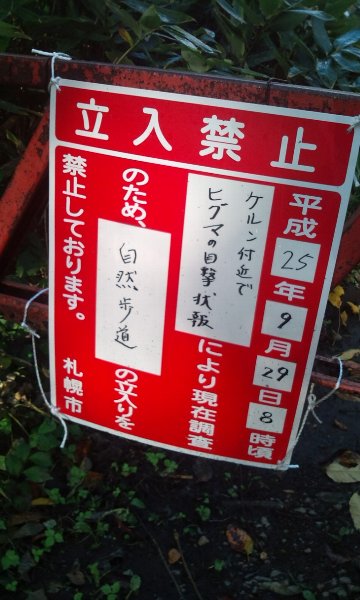 立入禁止
平成25年9月29日8時頃
ケルン付近で
ヒグマの目撃状報
により現在調査
のため、自然歩道の立入りを
禁止しております。
札幌市